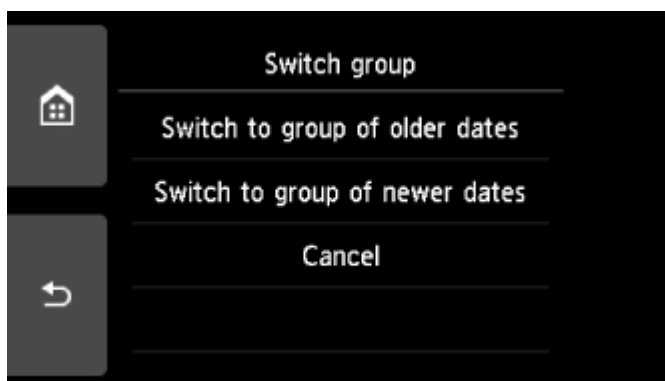 Switch group
Switch to group of older dates
Switch to group of newer dates
Cancel